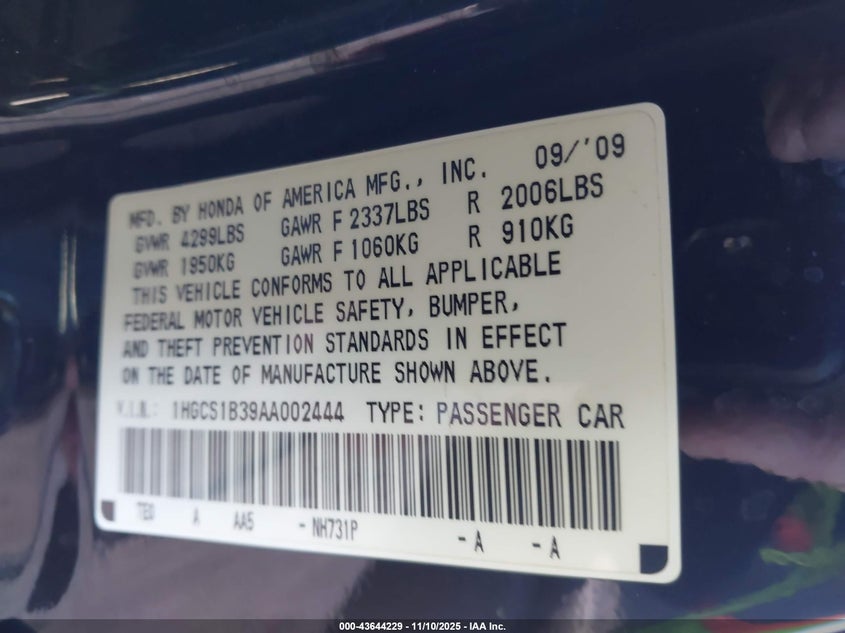 MFD. BY HONDA OF AMERICA MFG., INC. 09/'09
GVWR 4299LBS GAWR F 2337LBS R 2006LBS
GVWR 1950KG GAWR F 1060KG R 910KG
THIS VEHICLE CONFORMS TO ALL APPLICABLE
FEDERAL MOTOR VEHICLE SAFETY, BUMPER,
AND THEFT PREVENTION STANDARDS IN EFFECT
ON THE DATE OF MANUFACTURE SHOWN ABOVE.
V.I.N.: 1HGCS1B39AA002444 TYPE: PASSENGER CAR
TE0 A AA5 - NH731P - A - A
000-43644229 - 11/10/2025 - IAA Inc.